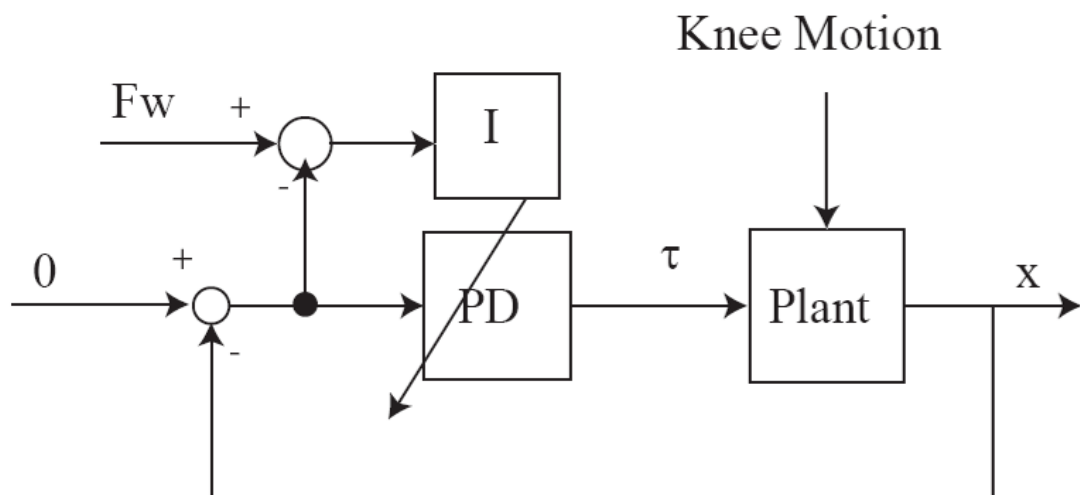 Knee Motion
Fw
+
I
-
0
+
PD
τ
Plant
x
-